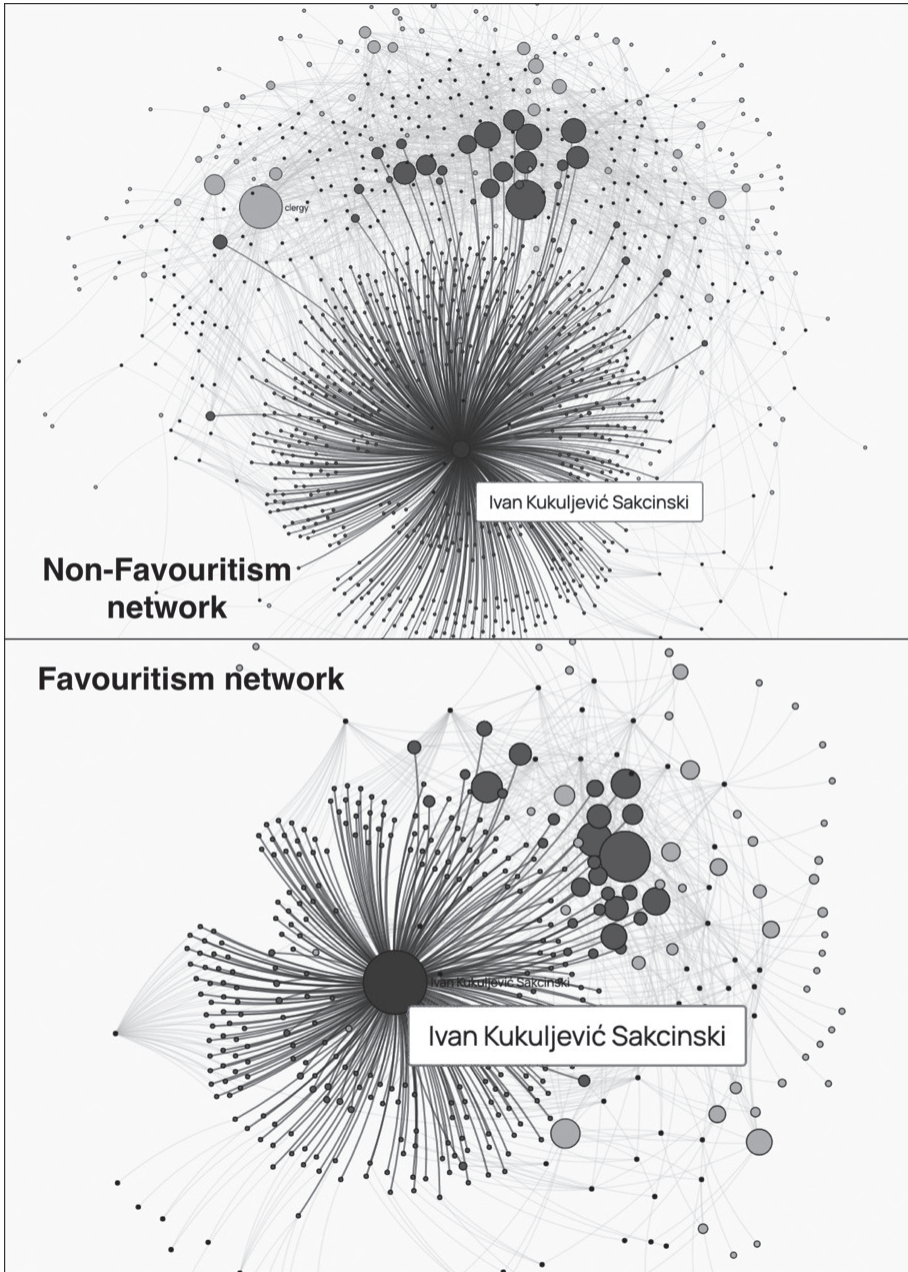 clergy
Ivan Kukuljević Sakcinski
Non-Favouritism
network
Favouritism network
Ivan Kukuljević Sakcinski
Ivan Kukuljević Sakcinski